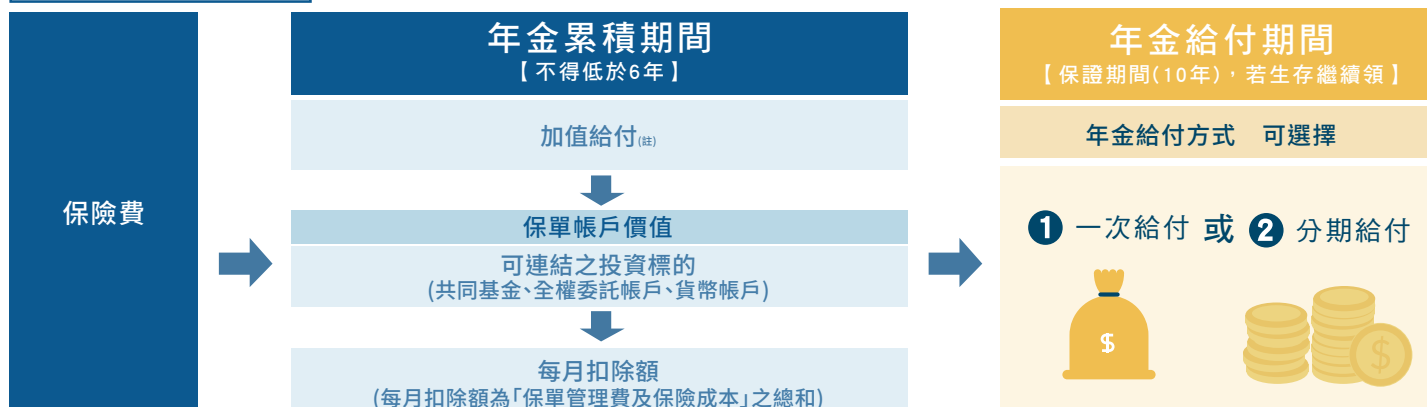 保險費
年金累積期間
【不得低於6年】
加值給付(註)
保單帳戶價值
可連結之投資標的
(共同基金、全權委託帳戶、貨幣帳戶)
每月扣除額
(每月扣除額為「保單管理費及保險成本」之總和)
年金給付期間
【保證期間(10年)，若生存繼續領】
年金給付方式 可選擇
1 一次給付 或 2 分期給付
$
$